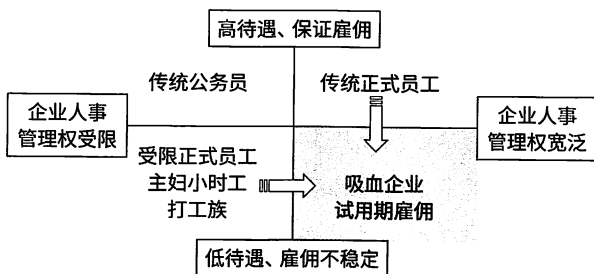 高待遇、保证雇佣
传统公务员
传统正式员工
企业人事
管理权受限
企业人事
管理权宽泛
受限正式员工
主妇小时工
打工族
吸血企业
试用期雇佣
低待遇、雇佣不稳定